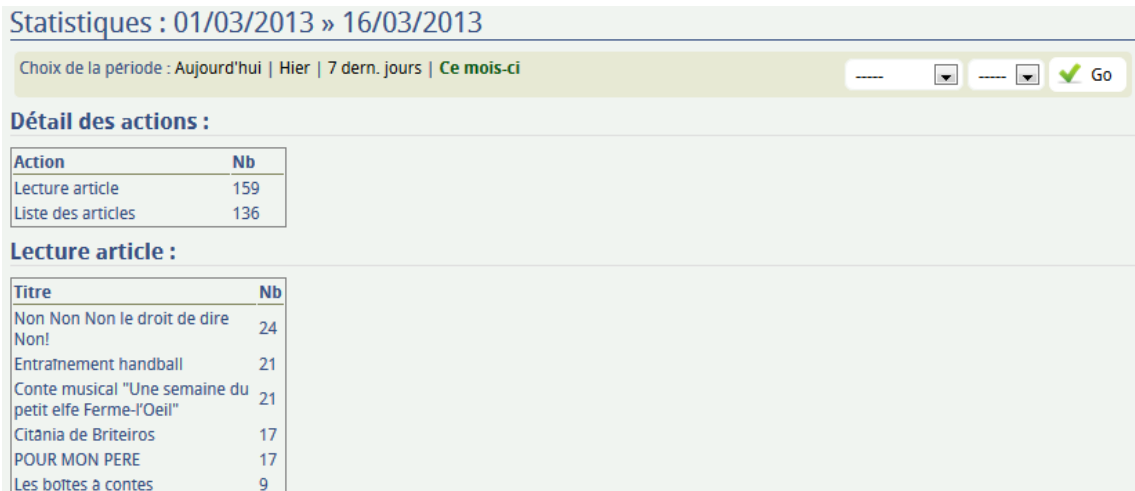 Statistiques : 01/03/2013 » 16/03/2013
Choix de la période : Aujourd'hui | Hier | 7 dern. jours | Ce mois-ci ----- ----- Go
Détail des actions :
Action Nb
Lecture article 159
Liste des articles 136
Lecture article :
Titre Nb
Non Non Non le droit de dire
Non! 24
Entraînement handball 21
Conte musical "Une semaine du
petit elfe Ferme-l'Oeil" 21
Citânia de Briteiros 17
POUR MON PERE 17
Les boîtes à contes 9